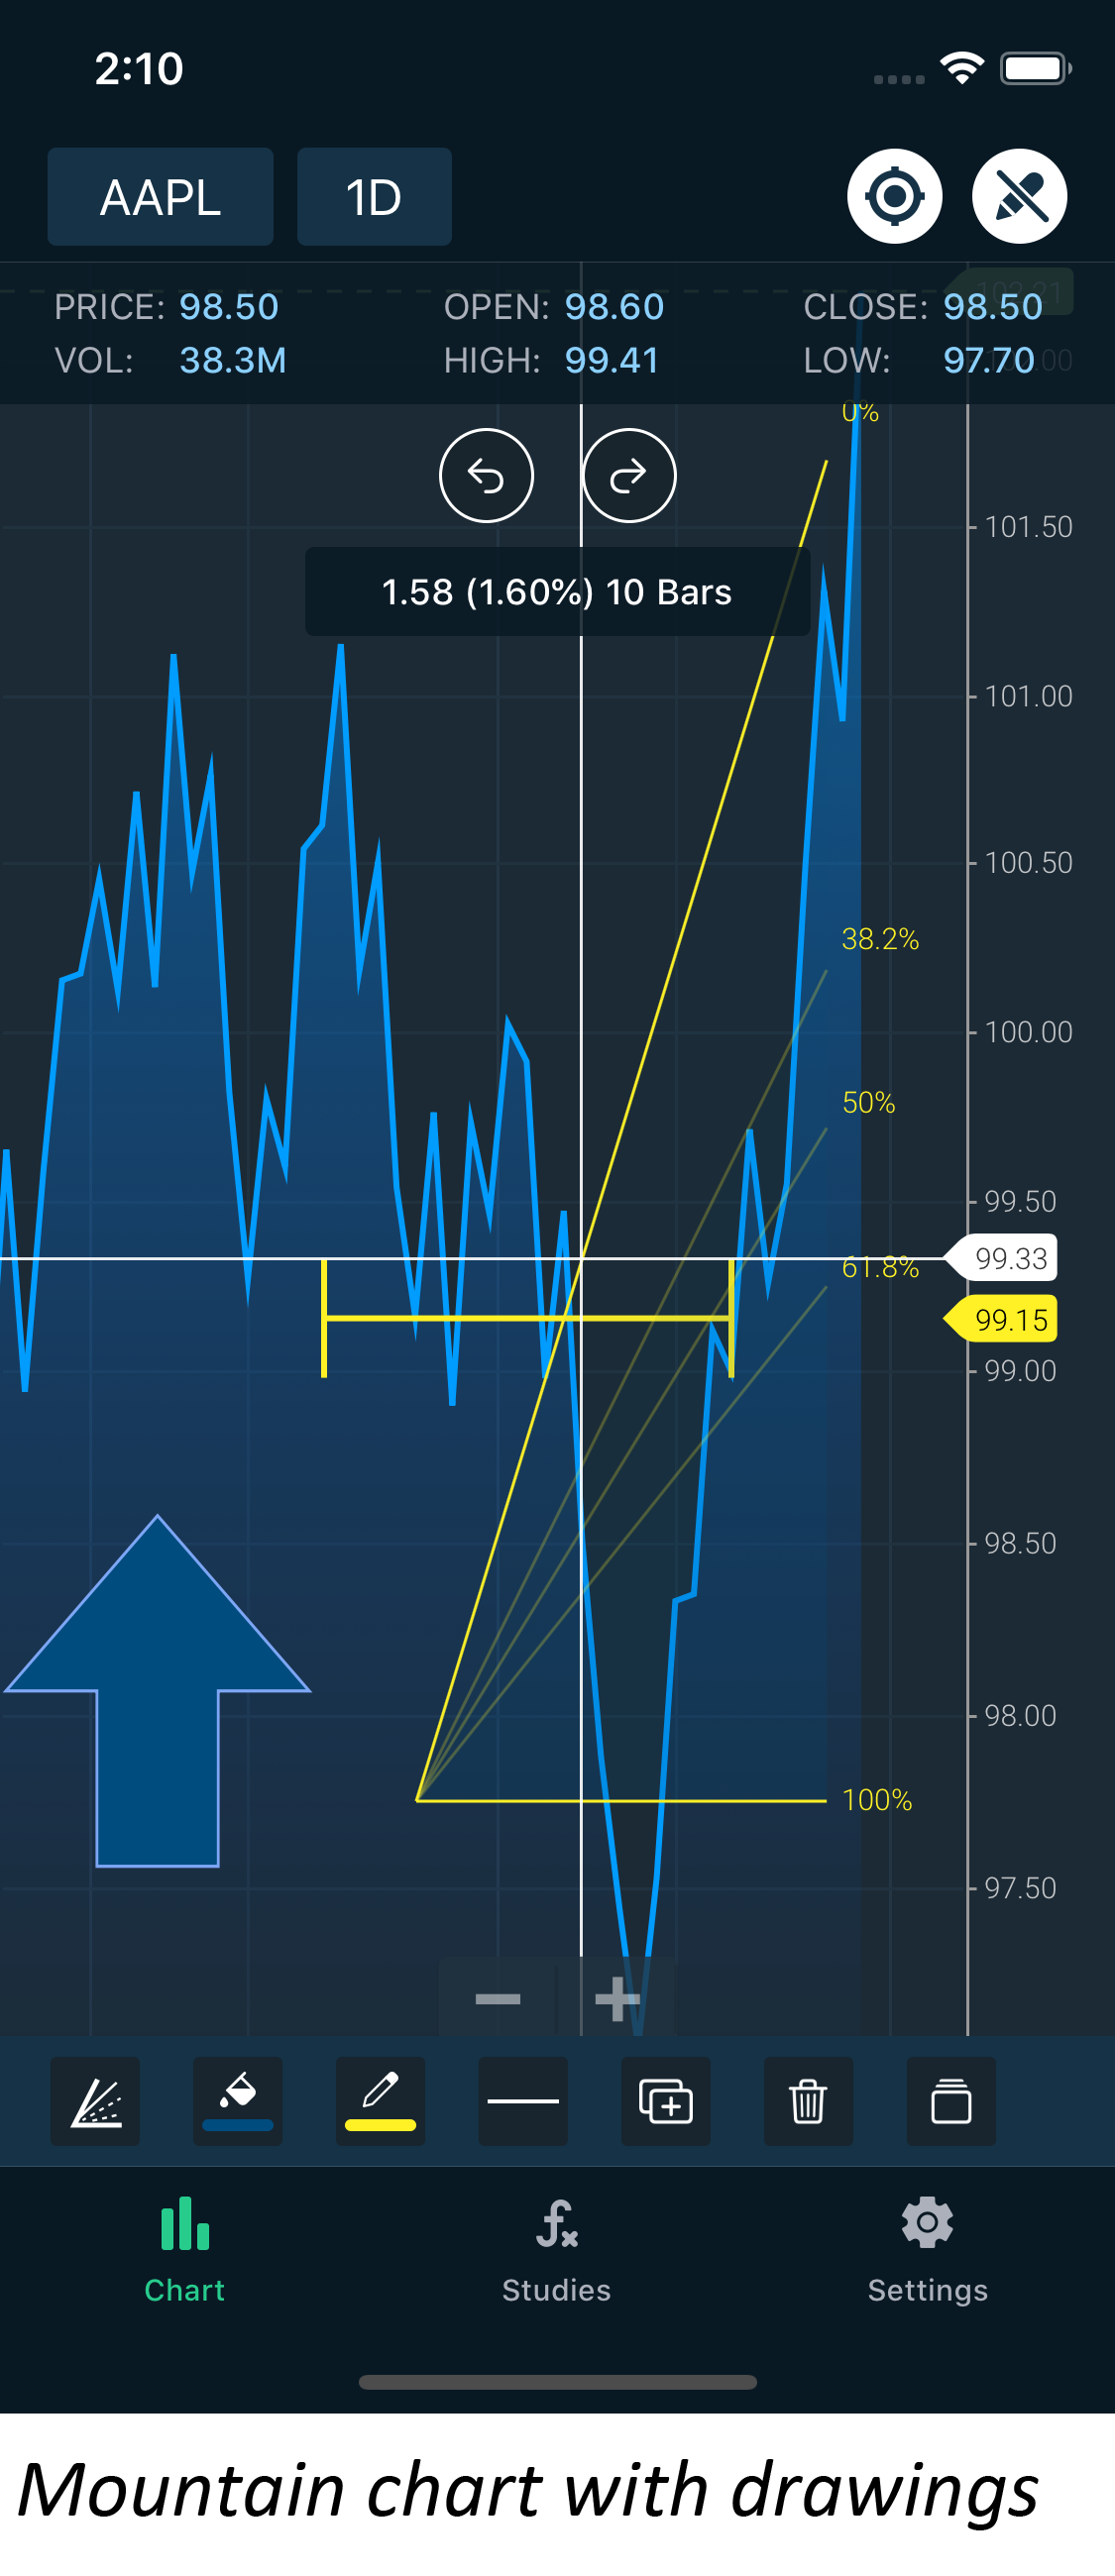 2:10
AAPL 1D
PRICE: 98.50 OPEN: 98.60 CLOSE: 98.50
VOL: 38.3M HIGH: 99.41 LOW: 97.70
0%
101.50
1.58 (1.60%) 10 Bars
101.00
100.50
38.2%
100.00
50%
99.50
99.33
61.8%
99.15
99.00
98.50
98.00
100%
97.50
Chart Studies Settings
Mountain chart with drawings